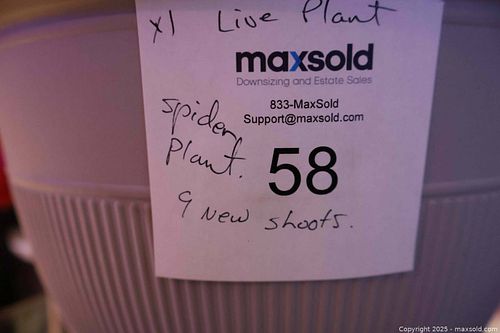 x1 Live Plant
maxsold
Downsizing and Estate Sales
833-MaxSold
Support@maxsold.com
Spider
Plant.
58
9 New shoots.
Copyright © 2025 - maxsold.com